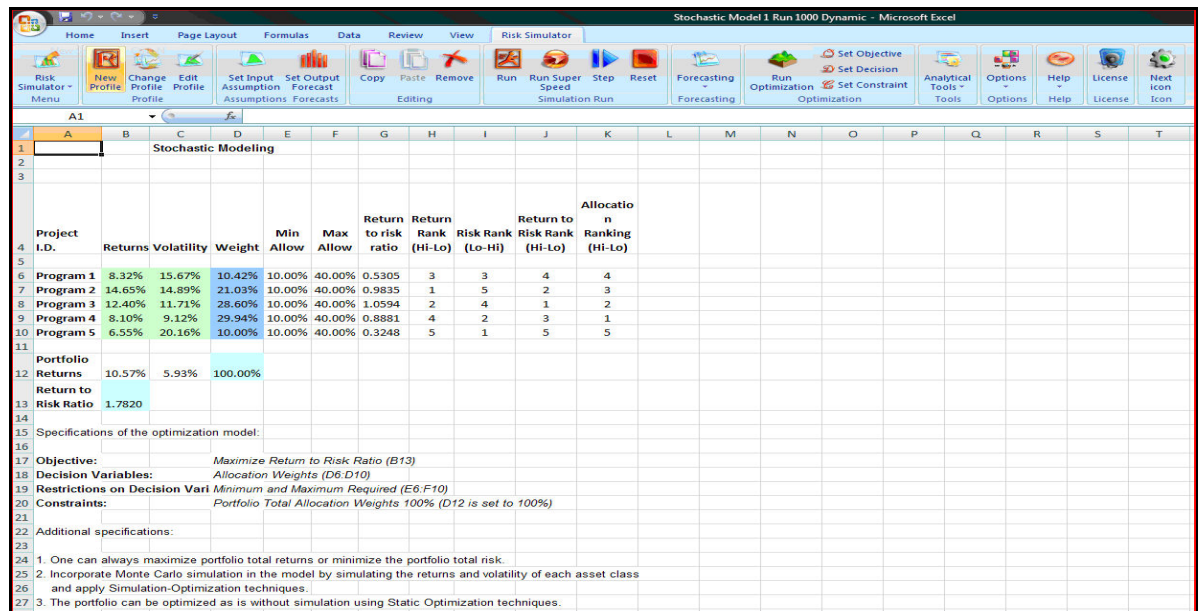 Stochastic Model 1 Run 1000 Dynamic - Microsoft Excel
Home Insert Page Layout Formulas Data Review View Risk Simulator
Risk Simulator New Profile Change Profile Edit Profile Set Input Assumption Set Output Forecast Copy Paste Remove Run Run Super Speed Step Reset Forecasting Run Optimization Set Objective Set Decision Set Constraint Analytical Tools Options Help License Next icon
Menu Profile Assumptions Forecasts Editing Simulation Run Forecasting Optimization Tools Options Help License Icon
A1 fx
A B C D E F G H I J K L M N O P Q R S T
1 Stochastic Modeling
2
3
4 Project I.D. Returns Volatility Weight Min Allow Max Allow Return to risk ratio Return Rank (Hi-Lo) Risk Rank (Lo-Hi) Return to Risk Rank (Hi-Lo) Allocation Ranking (Hi-Lo)
5
6 Program 1 8.32% 15.67% 10.42% 10.00% 40.00% 0.5305 3 3 4 4
7 Program 2 14.65% 14.89% 21.03% 10.00% 40.00% 0.9835 1 5 2 3
8 Program 3 12.40% 11.71% 28.60% 10.00% 40.00% 1.0594 2 4 1 2
9 Program 4 8.10% 9.12% 29.94% 10.00% 40.00% 0.8881 4 2 3 1
10 Program 5 6.55% 20.16% 10.00% 10.00% 40.00% 0.3248 5 1 5 5
11
12 Portfolio Returns 10.57% 5.93% 100.00%
13 Return to Risk Ratio 1.7820
14
15 Specifications of the optimization model:
16
17 Objective: Maximize Return to Risk Ratio (B13)
18 Decision Variables: Allocation Weights (D6:D10)
19 Restrictions on Decision Vari Minimum and Maximum Required (E6:F10)
20 Constraints: Portfolio Total Allocation Weights 100% (D12 is set to 100%)
21
22 Additional specifications:
23
24 1. One can always maximize portfolio total returns or minimize the portfolio total risk.
25 2. Incorporate Monte Carlo simulation in the model by simulating the returns and volatility of each asset class
26 and apply Simulation-Optimization techniques.
27 3. The portfolio can be optimized as is without simulation using Static Optimization techniques.